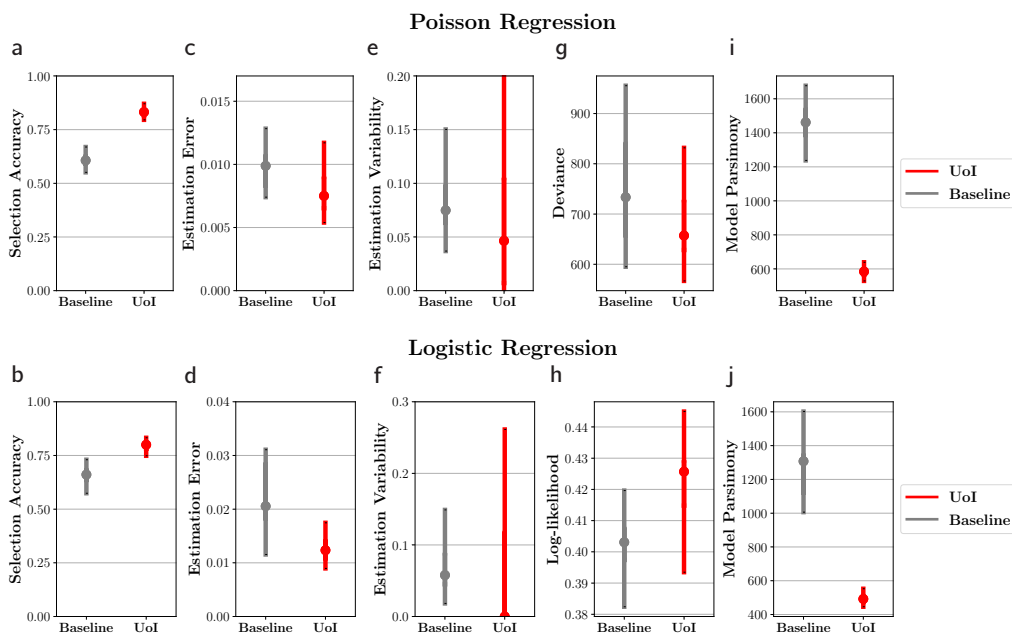 Poisson Regression
a
c
e
g
i
Selection Accuracy
1.00
0.75
0.50
0.25
0.00
Baseline
UoI
Estimation Error
0.015
0.010
0.005
0.000
Baseline
UoI
Estimation Variability
0.20
0.15
0.10
0.05
0.00
Baseline
UoI
Deviance
900
800
700
600
Baseline
UoI
Model Parsimony
1600
1400
1200
1000
800
600
Baseline
UoI
UoI
Baseline
Logistic Regression
b
d
f
h
j
Selection Accuracy
1.00
0.75
0.50
0.25
0.00
Baseline
UoI
Estimation Error
0.04
0.03
0.02
0.01
0.00
Baseline
UoI
Estimation Variability
0.3
0.2
0.1
0.0
Baseline
UoI
Log-likelihood
0.44
0.43
0.42
0.41
0.40
0.39
0.38
Baseline
UoI
Model Parsimony
1600
1400
1200
1000
800
600
400
Baseline
UoI
UoI
Baseline